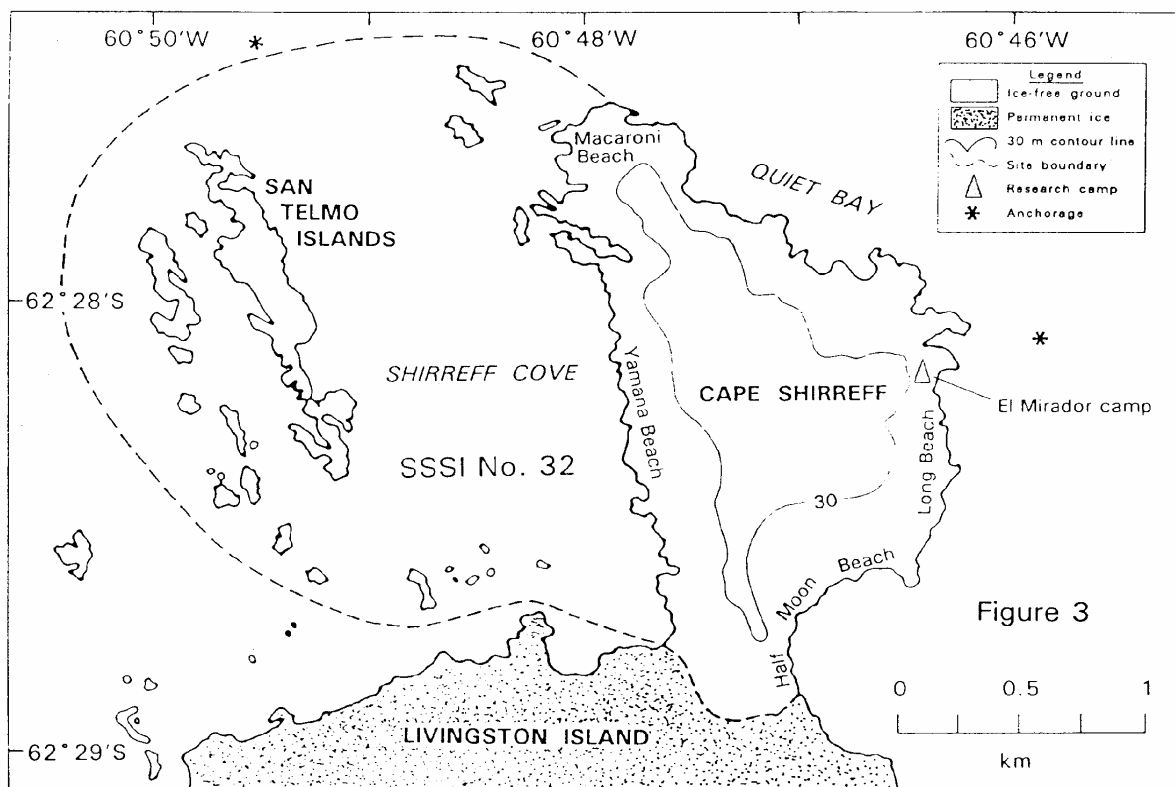 60°50'W
60°48'W
60°46'W
Legend
Ice-free ground
Permanent ice
30 m contour line
Site boundary
Research camp
Anchorage
Macaroni
Beach
QUIET BAY
SAN
TELMO
ISLANDS
62°28'S
SHIRREFF COVE
Yamana Beach
CAPE SHIRREFF
El Mirador camp
SSSI No. 32
Long Beach
30
Half Moon Beach
Figure 3
0 0.5 1
km
LIVINGSTON ISLAND
62°29'S